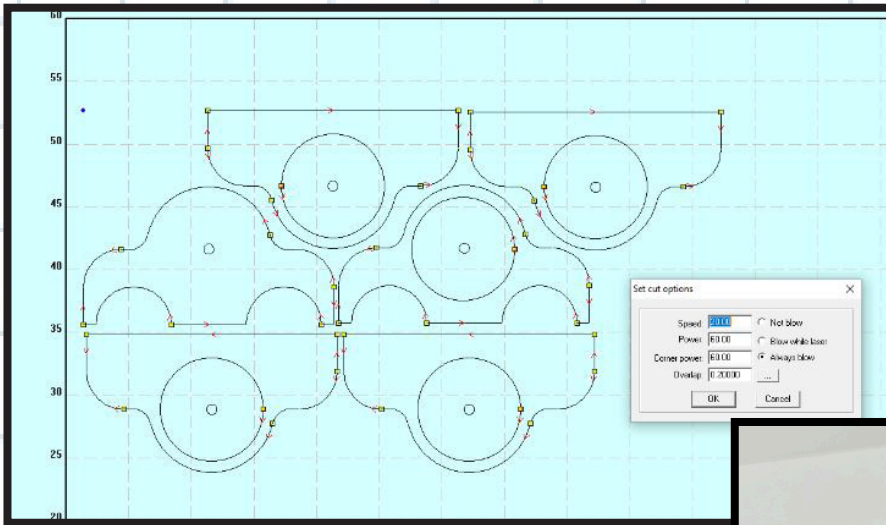 60
55
50
45
40
35
30
25
20
Set cut options
Speed: 20.00 Not blow
Power: 60.00 Blow while laser
Corner power: 60.00 Always blow
Overlap: 0.20000 ...
OK Cancel